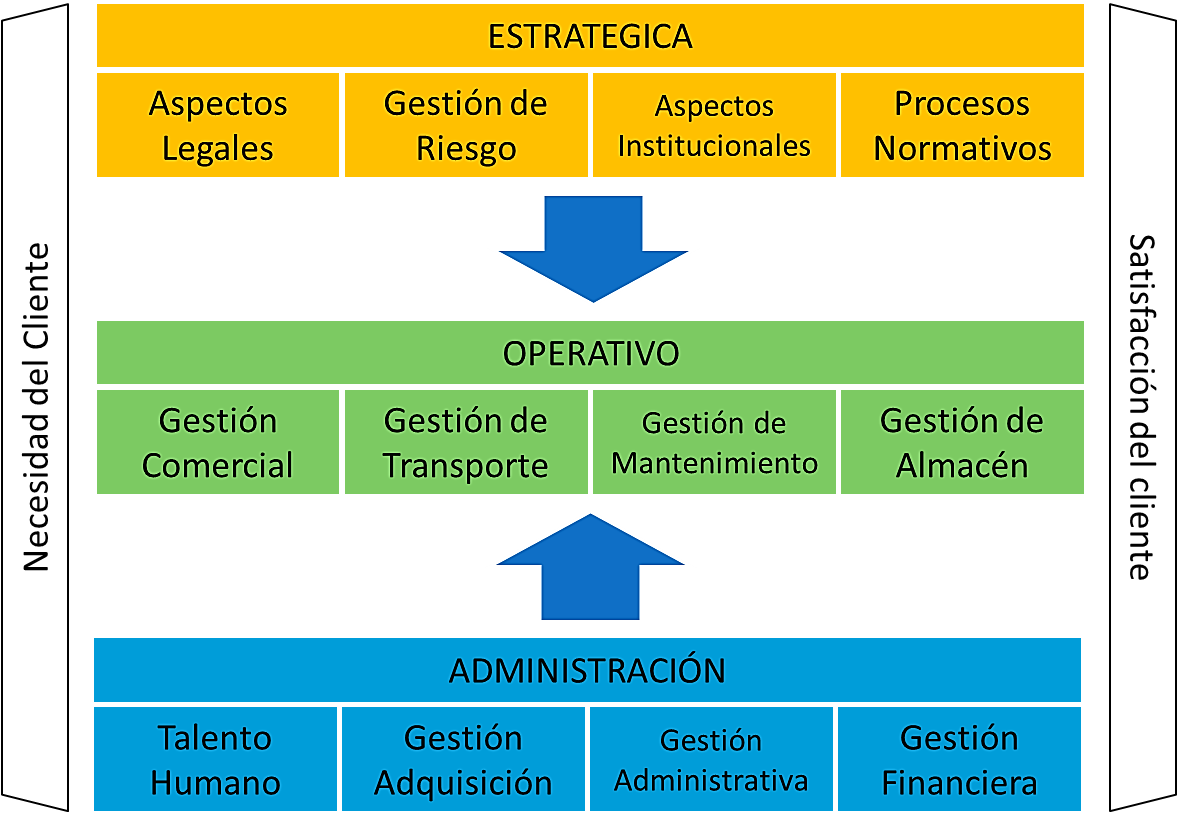 Necesidad del Cliente
ESTRATEGICA
Aspectos
Legales
Gestión de
Riesgo
Aspectos
Institucionales
Procesos
Normativos
OPERATIVO
Gestión
Comercial
Gestión de
Transporte
Gestión de
Mantenimiento
Gestión de
Almacén
ADMINISTRACIÓN
Talento
Humano
Gestión
Adquisición
Gestión
Administrativa
Gestión
Financiera
Satisfacción del cliente